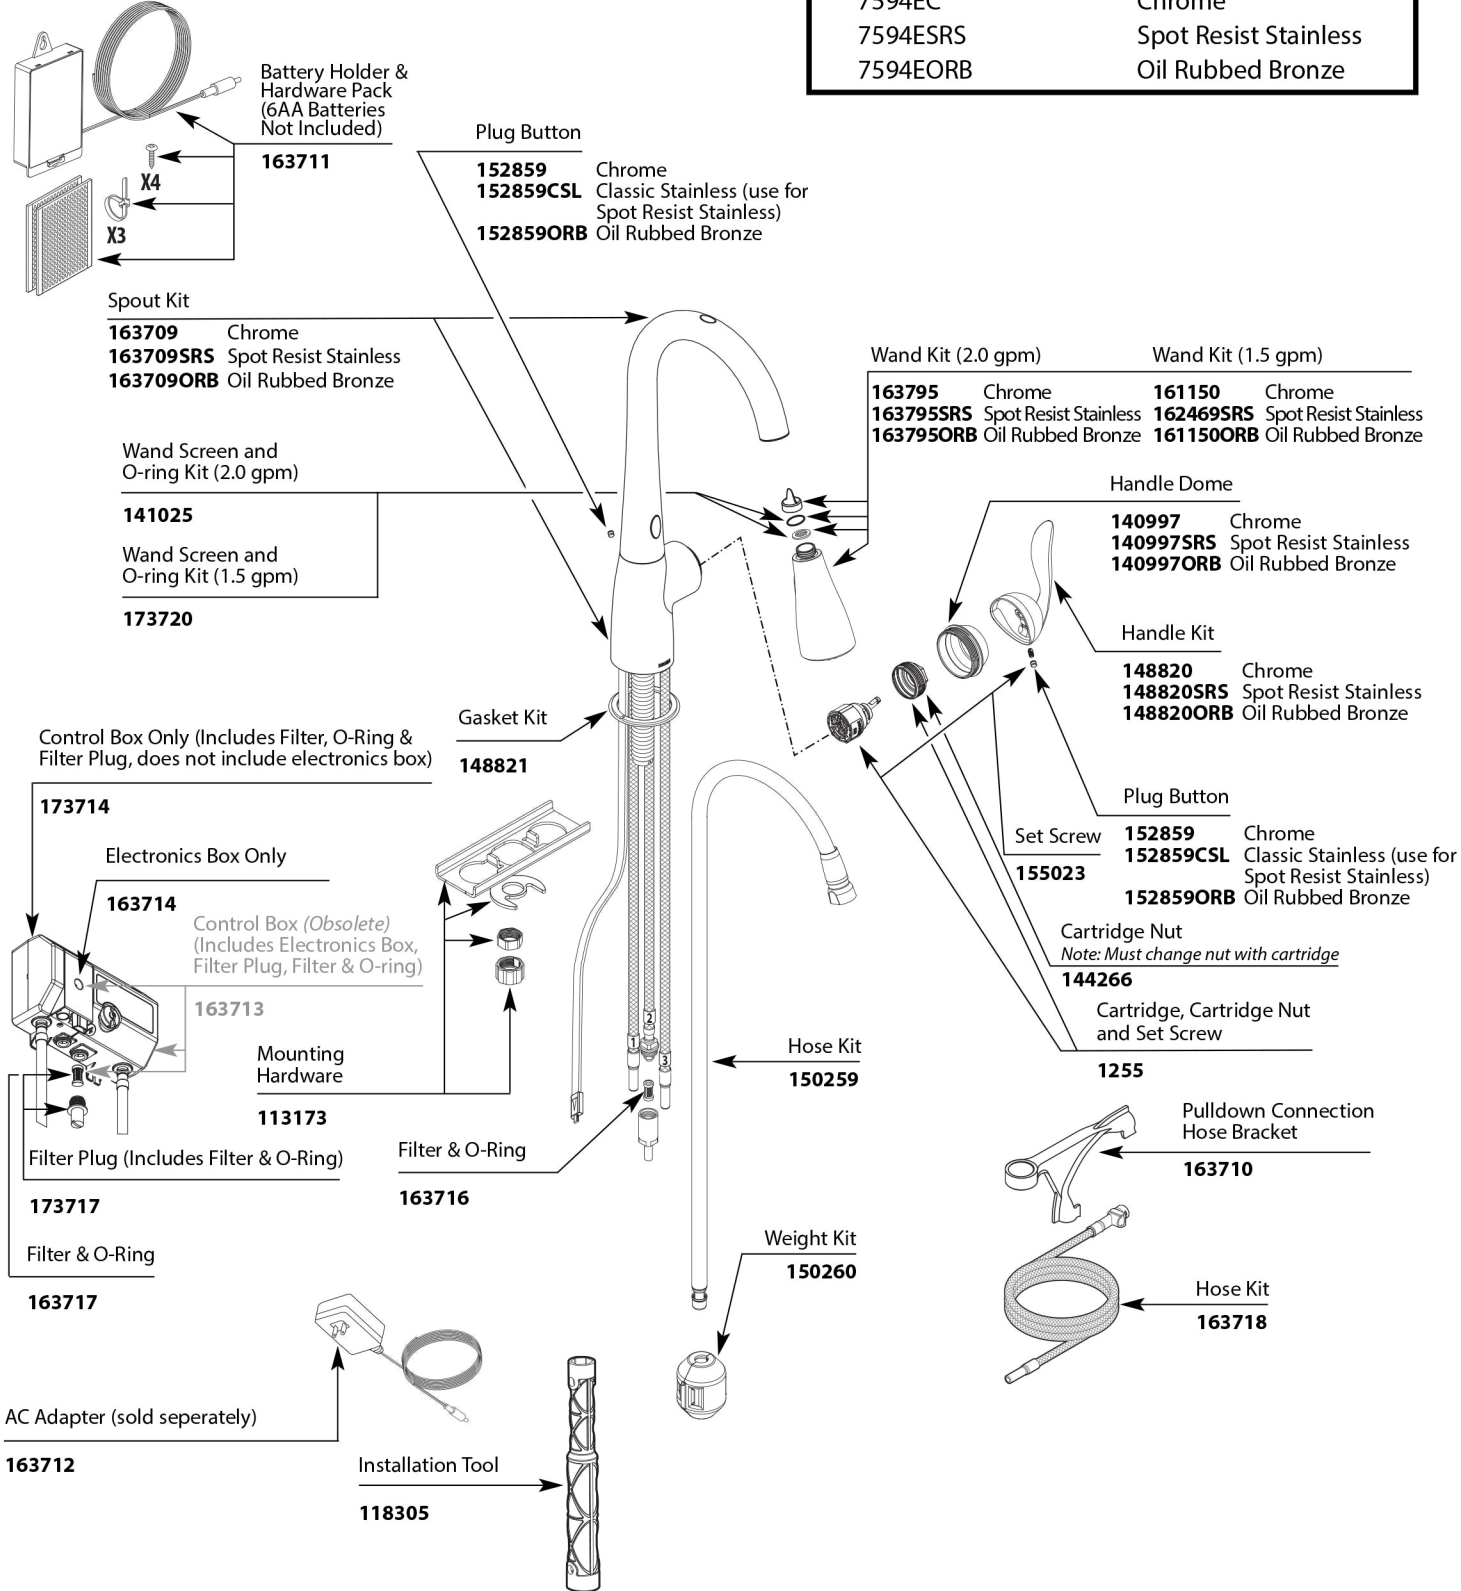 7594EC Chrome
7594ESRS Spot Resist Stainless
7594EORB Oil Rubbed Bronze
Battery Holder &
Hardware Pack
(6AA Batteries
Not Included)
163711
X4
X3
Plug Button
152859 Chrome
152859CSL Classic Stainless (use for
Spot Resist Stainless)
152859ORB Oil Rubbed Bronze
Spout Kit
163709 Chrome
163709SRS Spot Resist Stainless
163709ORB Oil Rubbed Bronze
Wand Kit (2.0 gpm)
163795 Chrome
163795SRS Spot Resist Stainless
163795ORB Oil Rubbed Bronze
Wand Kit (1.5 gpm)
161150 Chrome
162469SRS Spot Resist Stainless
161150ORB Oil Rubbed Bronze
Wand Screen and
O-ring Kit (2.0 gpm)
141025
Wand Screen and
O-ring Kit (1.5 gpm)
173720
Handle Dome
140997 Chrome
140997SRS Spot Resist Stainless
140997ORB Oil Rubbed Bronze
Handle Kit
148820 Chrome
148820SRS Spot Resist Stainless
148820ORB Oil Rubbed Bronze
Gasket Kit
148821
Control Box Only (Includes Filter, O-Ring &
Filter Plug, does not include electronics box)
173714
Electronics Box Only
163714
Control Box (Obsolete)
(Includes Electronics Box,
Filter Plug, Filter & O-ring)
163713
Plug Button
152859 Chrome
152859CSL Classic Stainless (use for
Spot Resist Stainless)
152859ORB Oil Rubbed Bronze
Set Screw
155023
Cartridge Nut
Note: Must change nut with cartridge
144266
Cartridge, Cartridge Nut
and Set Screw
1255
1
2
3
Mounting
Hardware
113173
Hose Kit
150259
Pulldown Connection
Hose Bracket
163710
Filter Plug (Includes Filter & O-Ring)
173717
Filter & O-Ring
163716
Filter & O-Ring
163717
Weight Kit
150260
Hose Kit
163718
AC Adapter (sold seperately)
163712
Installation Tool
118305